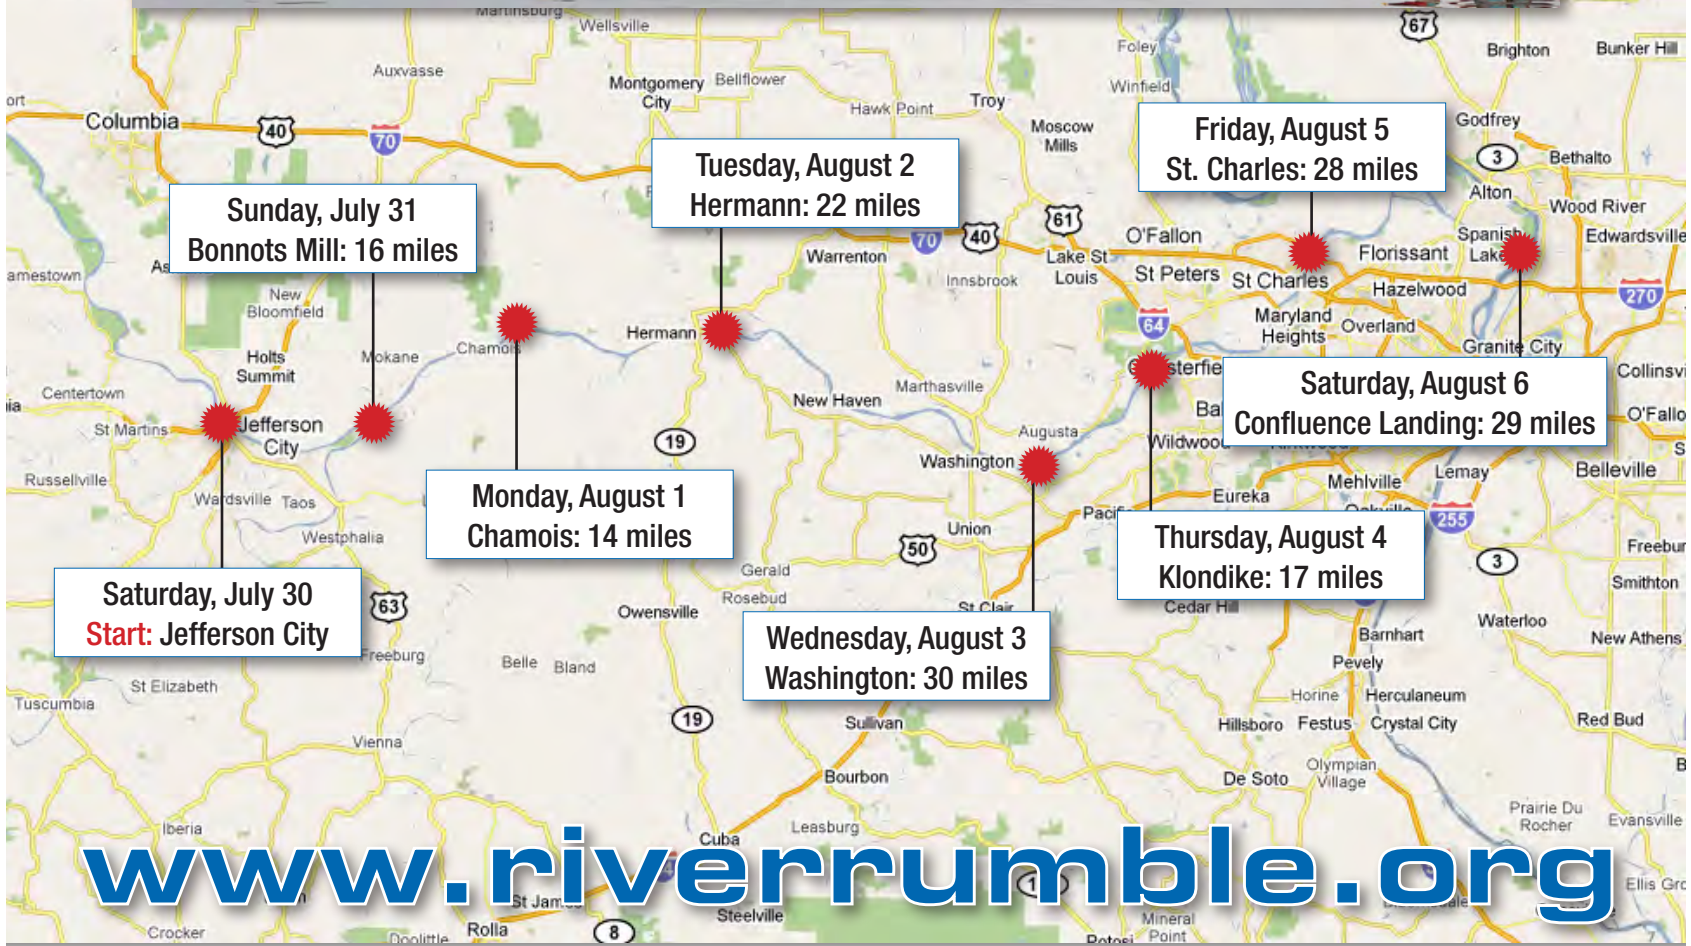 Martinsburg
Wellsville
67
Foley
Brighton
Bunker Hill
Auxvasse
Montgomery
City
Bellflower
Winfield
Hawk Point
Troy
Columbia
40
70
Moscow
Mills
Godfrey
3
Bethalto
Friday, August 5
St. Charles: 28 miles
Tuesday, August 2
Hermann: 22 miles
Alton
Wood River
Sunday, July 31
Bonnots Mill: 16 miles
61
70
40
O'Fallon
Spanish
Lake
Edwardsville
Warrenton
Lake St
Louis
St Peters
St Charles
Florissant
Innsbrook
Hazelwood
270
New
Bloomfield
Maryland
Heights
Overland
64
Hermann
Granite City
Holts
Summit
Mokane
Chamois
Saturday, August 6
Confluence Landing: 29 miles
Centertown
Marthasville
New Haven
St Martins
Jefferson
City
19
Augusta
Wildwood
Washington
Russellville
Mehlville
Lemay
Belleville
Wardsville
Taos
Monday, August 1
Chamois: 14 miles
Eureka
255
Union
Westphalia
50
Thursday, August 4
Klondike: 17 miles
3
Gerald
Smithton
Saturday, July 30
Start: Jefferson City
63
Rosebud
Owensville
St Clair
Cedar Hill
Waterloo
Wednesday, August 3
Washington: 30 miles
Barnhart
New Athens
Freeburg
Belle
Bland
Pevely
St Elizabeth
Horine
Herculaneum
Tuscumbia
19
Sullivan
Hillsboro
Festus
Crystal City
Red Bud
Vienna
Olympian
Village
Bourbon
De Soto
Prairie Du
Rocher
Evansville
Iberia
Leasburg
Cuba
www.riverrumble.org
Steelville
Mineral
Point
Crocker
Doolittle
Rolla
8
Potosi